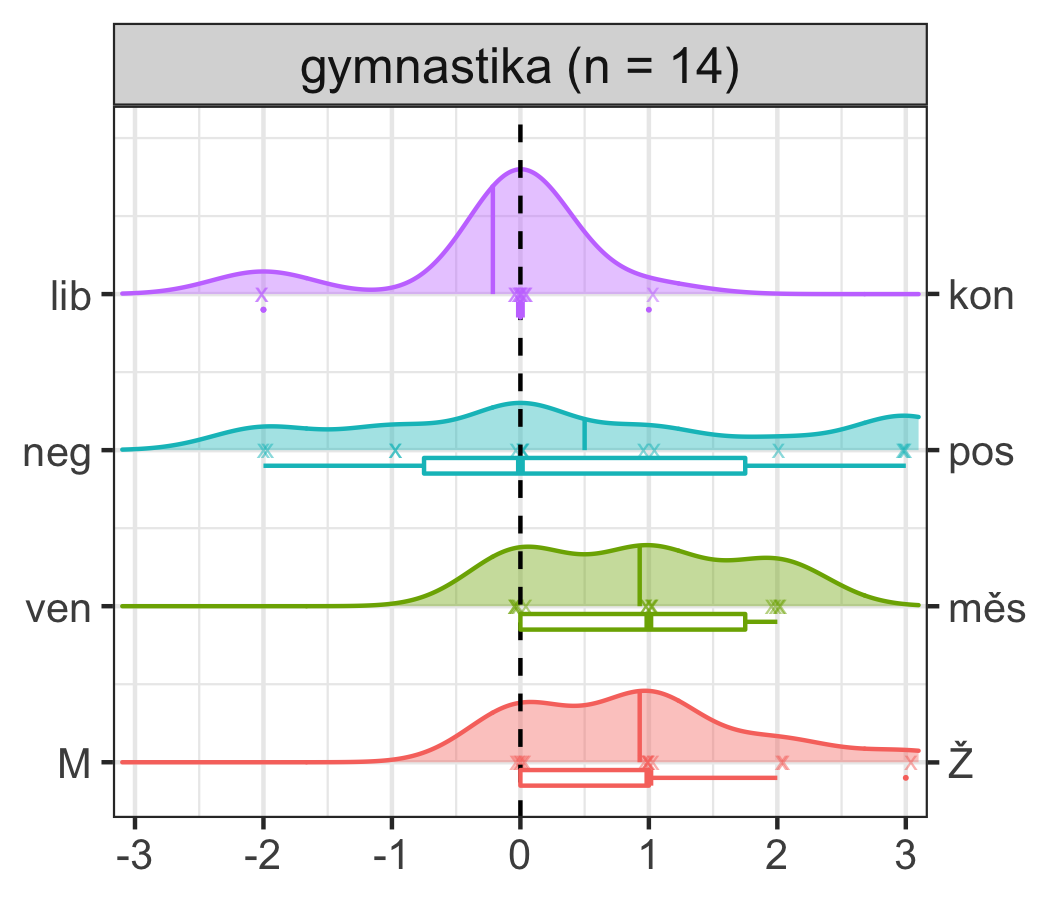 gymnastika (n = 14)
lib kon
neg pos
ven měs
M Ž
-3 -2 -1 0 1 2 3